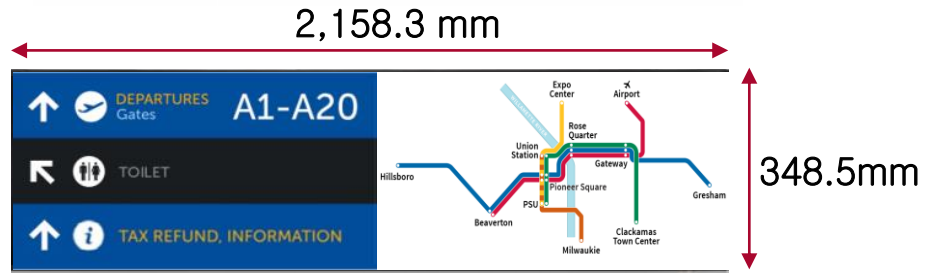 2,158.3 mm
348.5mm
DEPARTURES
Gates
A1-A20
TOILET
TAX REFUND, INFORMATION
Expo
Center
Airport
Rose
Quarter
Union
Station
Gateway
Hillsboro
Pioneer Square
Gresham
PSU
Beaverton
Clackamas
Town Center
Milwaukie